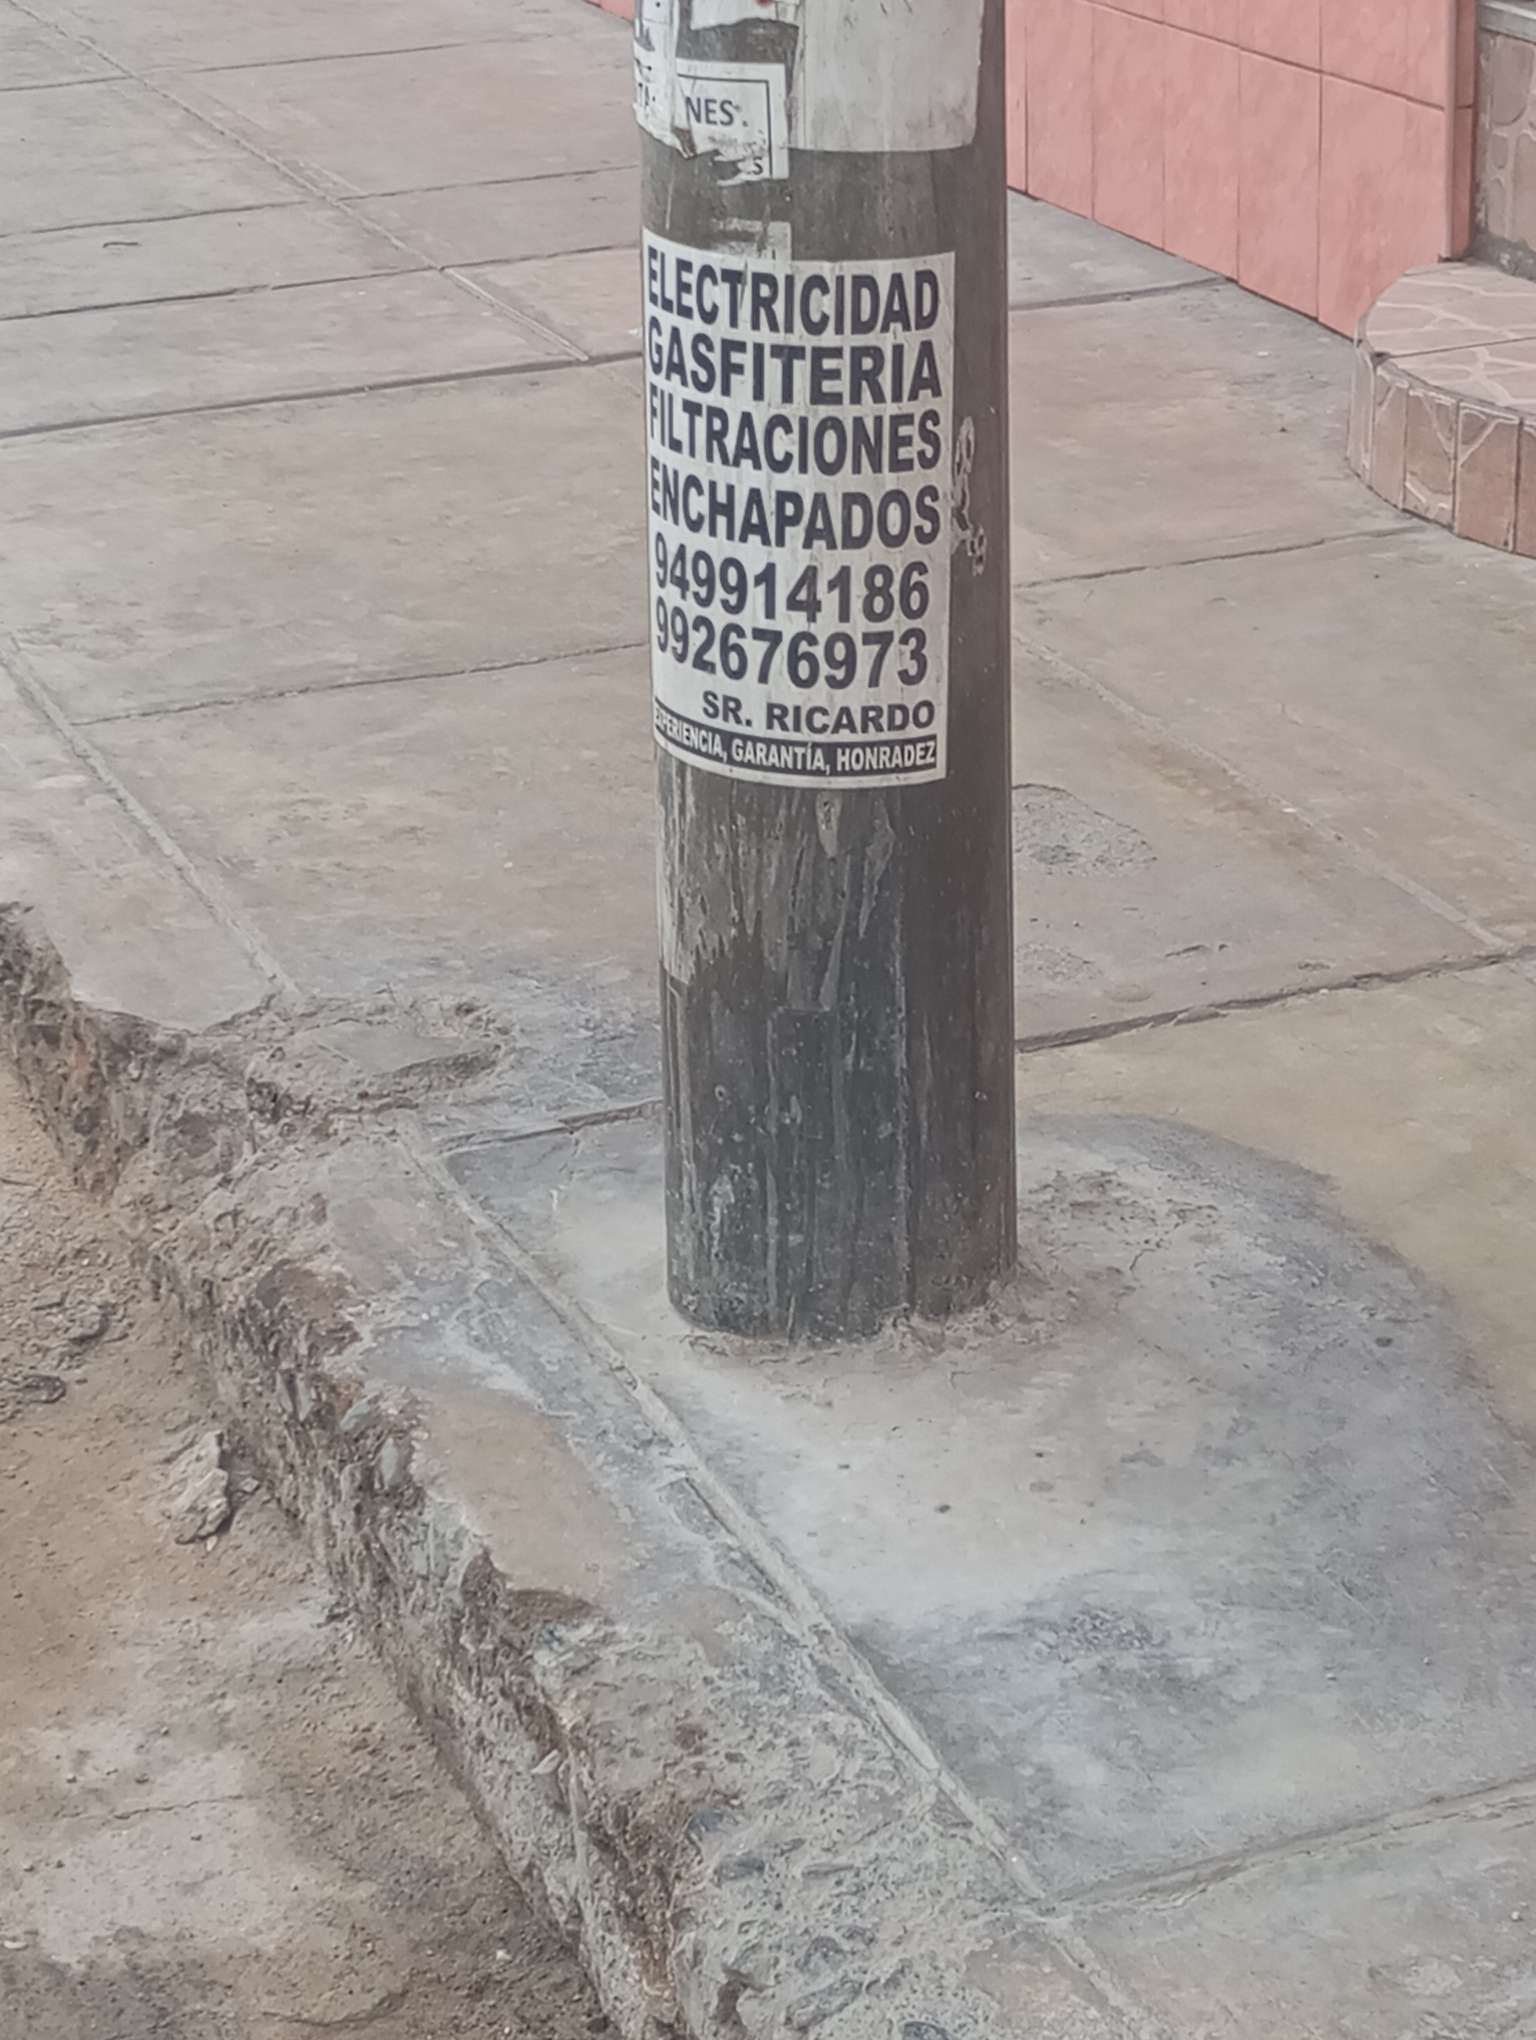 NES.
S
ELECTRICIDAD
GASFITERIA
FILTRACIONES
ENCHAPADOS
949914186
992676973
SR. RICARDO
EXPERIENCIA, GARANTÍA, HONRADEZ